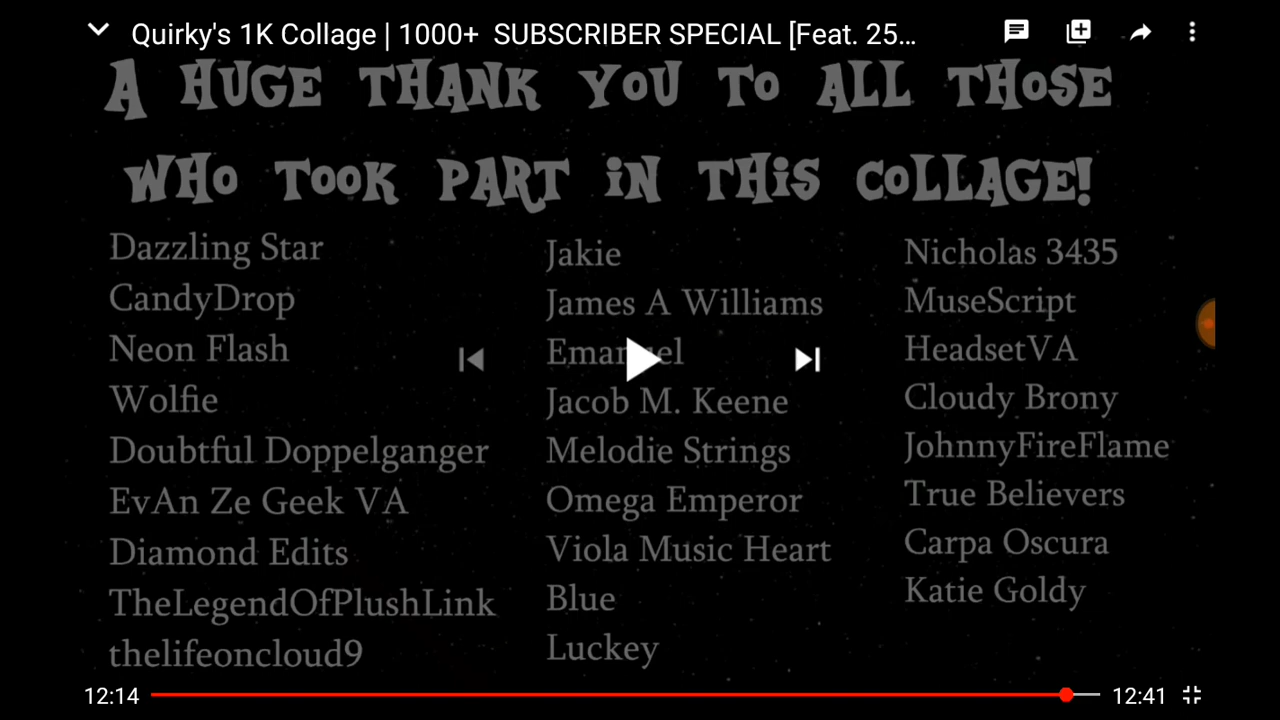 Quirky's 1K Collage | 1000+ SUBSCRIBER SPECIAL [Feat. 25...
A HUGE THANK YOU TO ALL THOSE
WHO TOOK PART iN THiS COLLAGE!
Dazzling Star
CandyDrop
Neon Flash
Wolfie
Doubtful Doppelganger
EvAn Ze Geek VA
Diamond Edits
TheLegendOfPlushLink
thelifeoncloud9
Jakie
James A Williams
Emanuel
Jacob M. Keene
Melodie Strings
Omega Emperor
Viola Music Heart
Blue
Luckey
Nicholas 3435
MuseScript
HeadsetVA
Cloudy Brony
JohnnyFireFlame
True Believers
Carpa Oscura
Katie Goldy
12:14
12:41